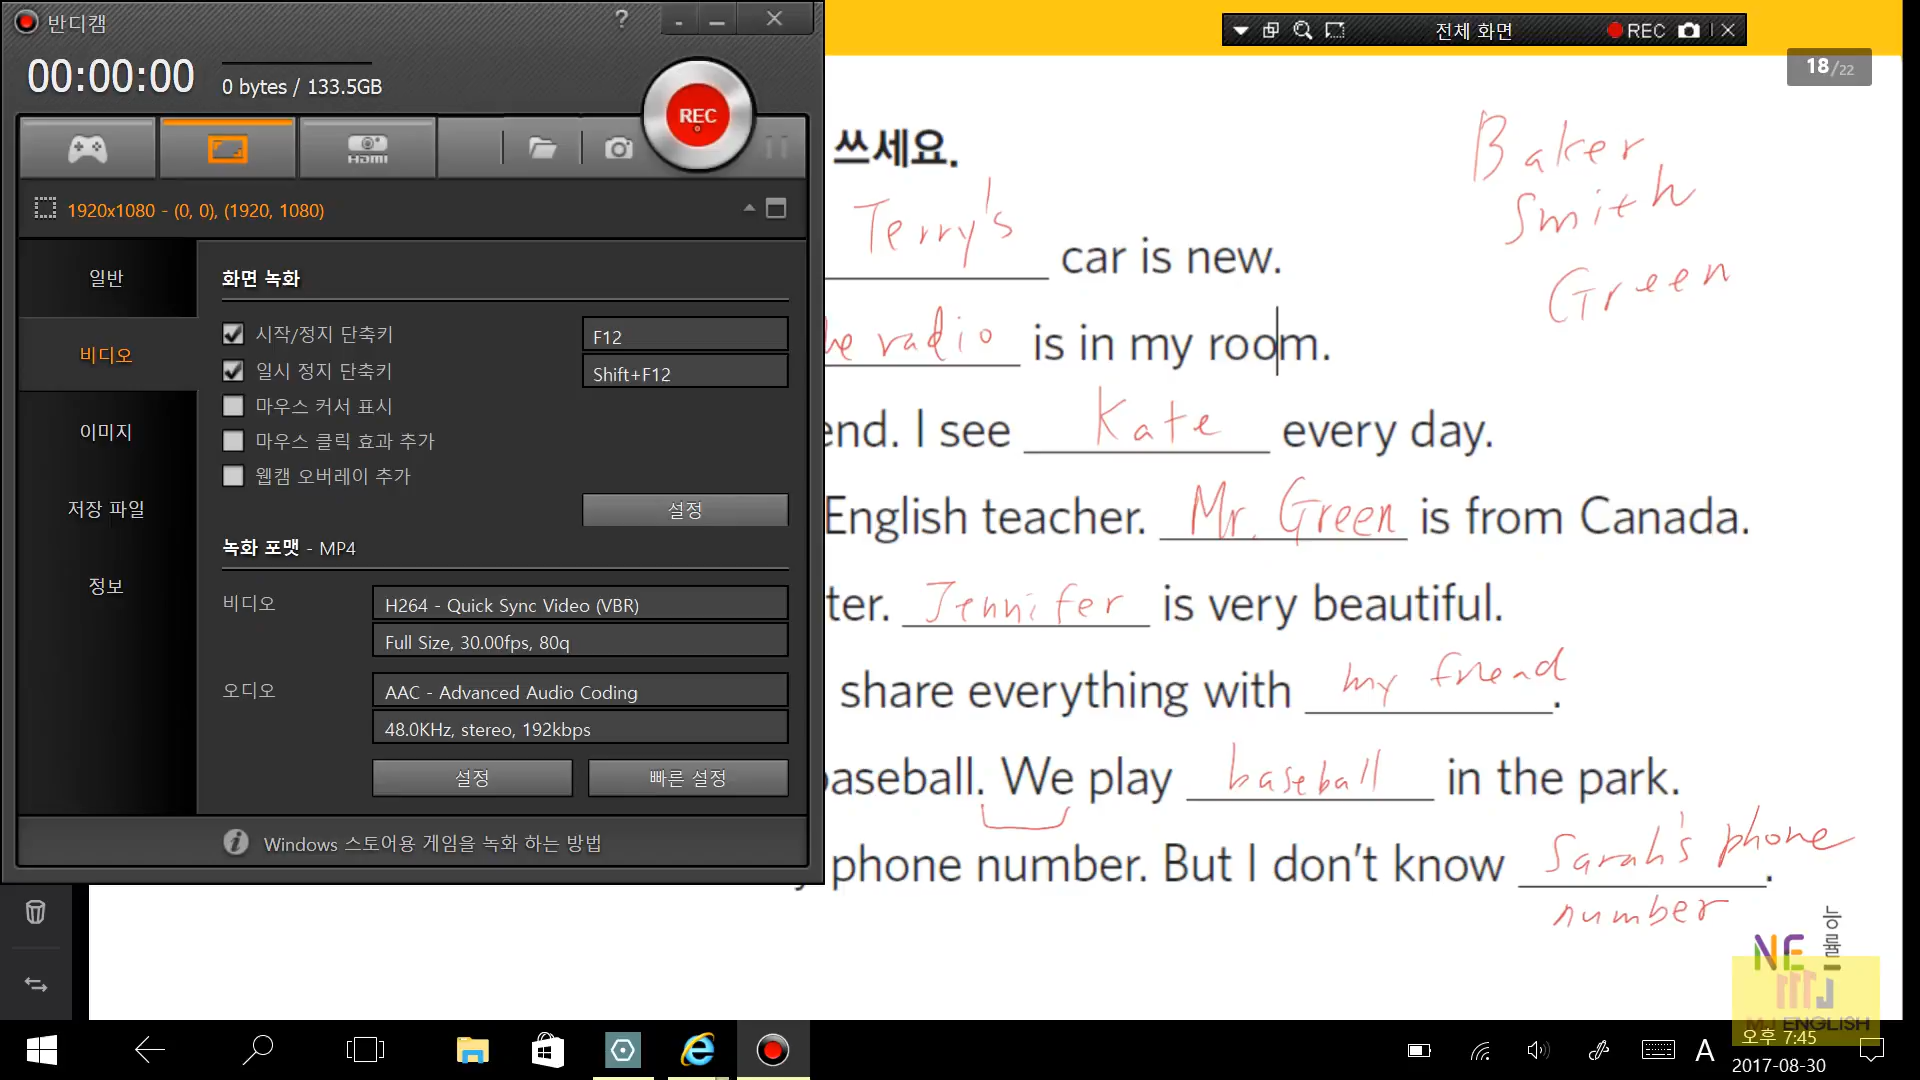 반디캠
?
00:00:00
0 bytes / 133.5GB
REC
HDMI
1920x1080 - (0, 0), (1920, 1080)
일반
비디오
이미지
저장 파일
정보
화면 녹화
시작/정지 단축키
F12
일시 정지 단축키
Shift+F12
마우스 커서 표시
마우스 클릭 효과 추가
웹캠 오버레이 추가
설정
녹화 포맷 - MP4
비디오
H264 - Quick Sync Video (VBR)
Full Size, 30.00fps, 80q
오디오
AAC - Advanced Audio Coding
48.0KHz, stereo, 192kbps
설정
빠른 설정
Windows 스토어용 게임을 녹화 하는 방법
전체 화면
REC
18/22
쓰세요.
Baker
Smith
Green
Terry's car is new.
he radio is in my room.
end. I see Kate every day.
English teacher. Mr. Green is from Canada.
ter. Jennifer is very beautiful.
share everything with my friend.
baseball. We play baseball in the park.
phone number. But I don't know Sarah's phone number.
NE 능률
MJ ENGLISH
A
오후 7:45
2017-08-30